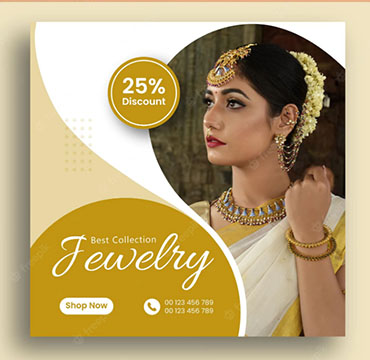 25%
Discount
Best Collection
Jewelry
Shop Now
00 123 456 789
00 123 456 789